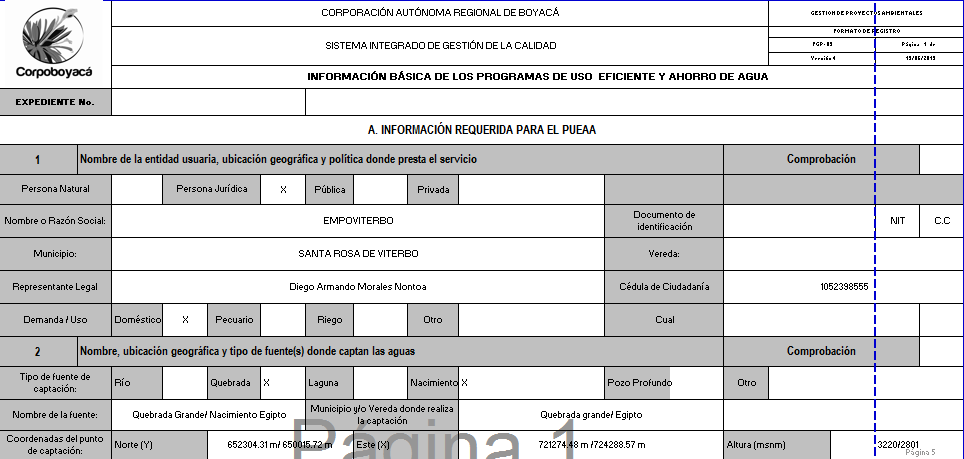 CORPORACIÓN AUTÓNOMA REGIONAL DE BOYACÁ
GESTION DE PROYECTOS AMBIENTALES
FORMATO DE REGISTRO
Corpoboyacá
SISTEMA INTEGRADO DE GESTIÓN DE LA CALIDAD
FGP-09 Página 1 de
Versión 4 19/06/2019
INFORMACIÓN BÁSICA DE LOS PROGRAMAS DE USO EFICIENTE Y AHORRO DE AGUA
EXPEDIENTE No.
A. INFORMACIÓN REQUERIDA PARA EL PUEAA
1 Nombre de la entidad usuaria, ubicación geográfica y política donde presta el servicio Comprobación
Persona Natural Persona Jurídica X Pública Privada
Nombre o Razón Social: EMPOVITERBO Documento de identificación NIT C.C
Municipio: SANTA ROSA DE VITERBO Vereda:
Representante Legal Diego Armando Morales Nontoa Cédula de Ciudadanía 1052398555
Demanda / Uso Doméstico X Pecuario Riego Otro Cual
2 Nombre, ubicación geográfica y tipo de fuente(s) donde captan las aguas Comprobación
Tipo de fuente de captación: Río Quebrada X Laguna Nacimiento X Pozo Profundo Otro
Nombre de la fuente: Quebrada Grande/ Nacimiento Egipto Municipio y/o Vereda donde realiza la captación Quebrada grande/ Egipto
Coordenadas del punto de captación: Norte (Y) 652304.31 m/ 650015.72 m Este (X) 721274.48 m /724288.57 m Altura (msnm) 3220/2801
Página 1
Página 5